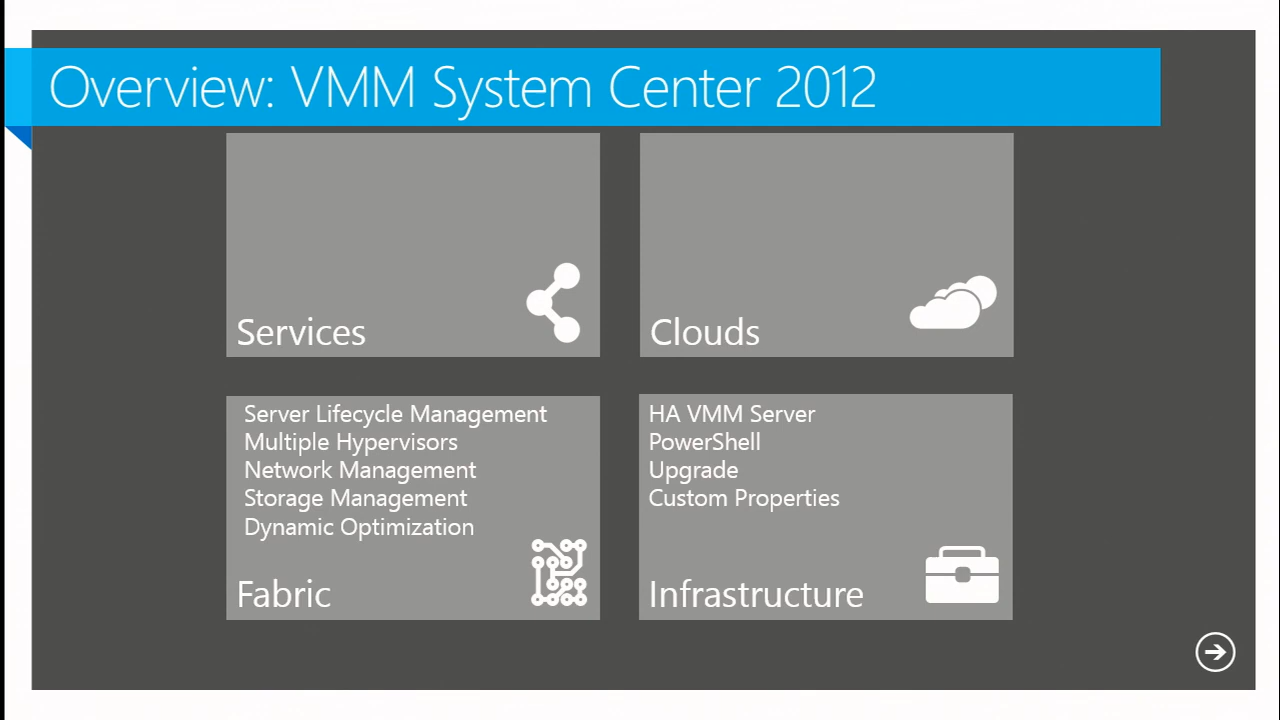 Overview: VMM System Center 2012
Services
Clouds
Server Lifecycle Management
Multiple Hypervisors
Network Management
Storage Management
Dynamic Optimization
Fabric
HA VMM Server
PowerShell
Upgrade
Custom Properties
Infrastructure